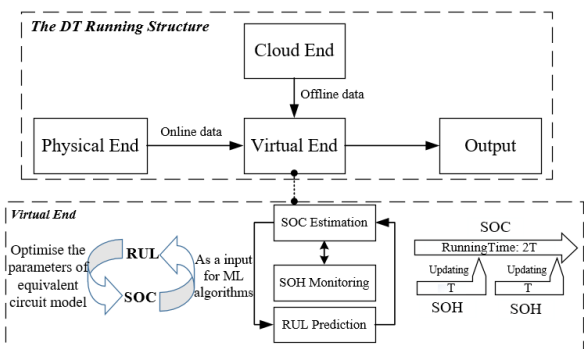 The DT Running Structure
Cloud End
Offline data
Physical End
Online data
Virtual End
Output
Virtual End
Optimise the
parameters of
equivalent
circuit model
RUL
SOC
As a input
for ML
algorithms
SOC Estimation
SOH Monitoring
RUL Prediction
SOC
RunningTime: 2T
Updating
T
SOH
Updating
T
SOH